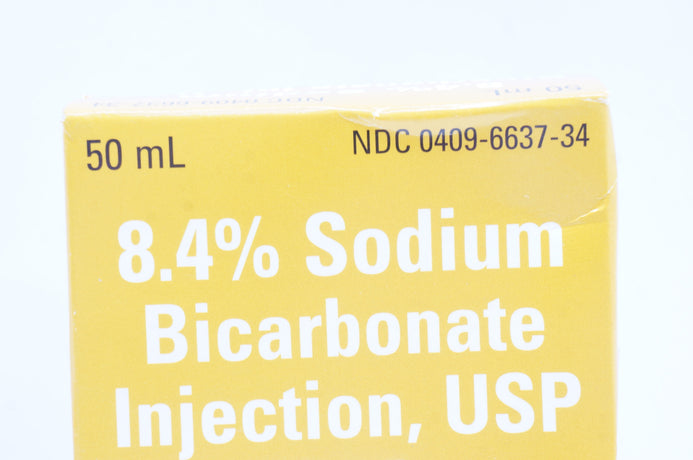 50 mL
NDC 0409-6637-34
8.4% Sodium
Bicarbonate
Injection, USP